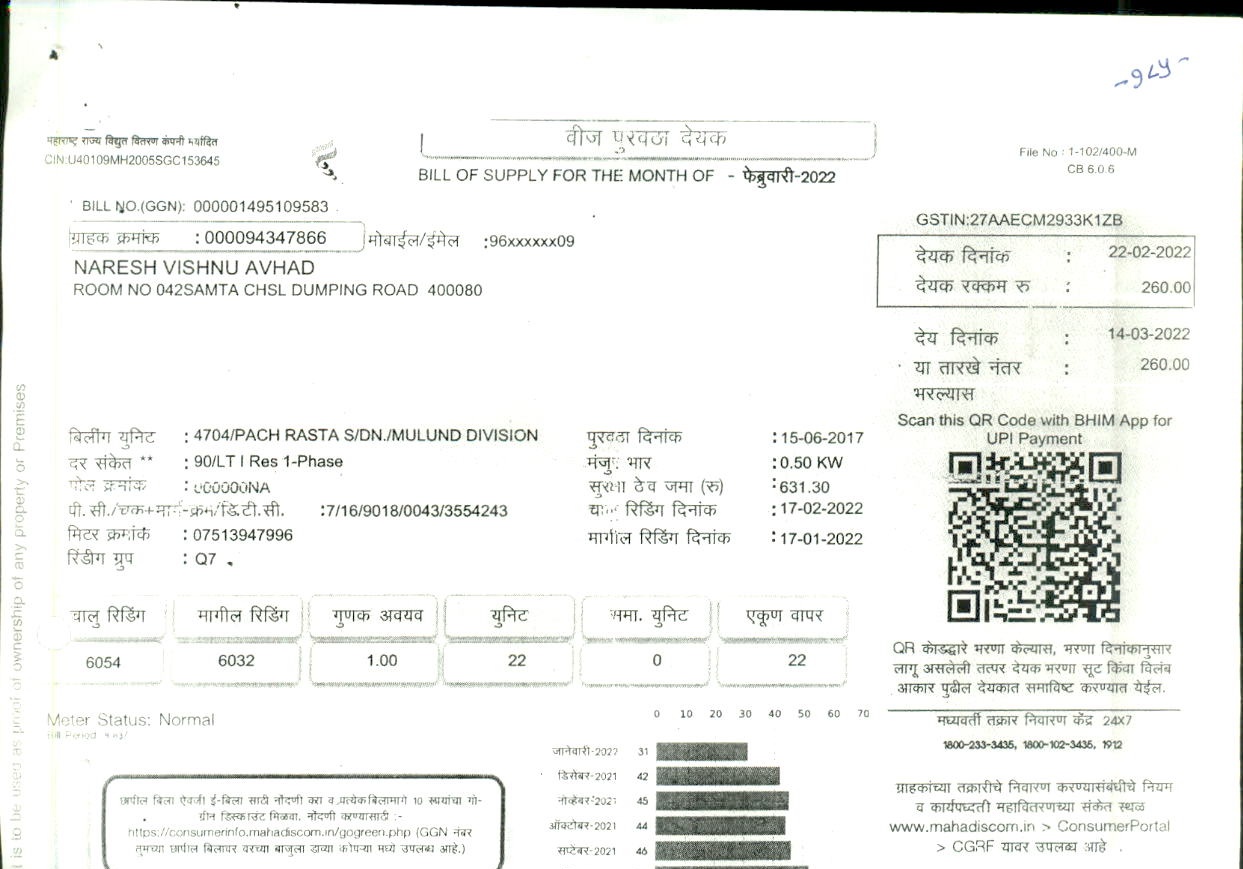 -964-
महाराष्ट्र राज्य विद्युत वितरण कंपनी मर्यादित
CIN:U40109MH2005SGC153645
वीज पुरवठा देयक
BILL OF SUPPLY FOR THE MONTH OF - फेब्रुवारी-2022
File No : 1-102/400-M
CB 6.0.6
BILL NO.(GGN): 000001495109583
ग्राहक क्रमांक :000094347866 मोबाईल/ईमेल :96xxxxxx09
NARESH VISHNU AVHAD
ROOM NO 042SAMTA CHSL DUMPING ROAD 400080
GSTIN:27AAECM2933K1ZB
देयक दिनांक : 22-02-2022
देयक रक्कम रु : 260.00
देय दिनांक : 14-03-2022
या तारखे नंतर : 260.00
भरल्यास
Scan this QR Code with BHIM App for
UPI Payment
बिलींग युनिट : 4704/PACH RASTA S/DN./MULUND DIVISION
दर संकेत ** : 90/LT I Res 1-Phase
पोल क्रमांक : 000000NA
पी.सी./चक्र+मार्ग-क्रम/डि.टी.सी. :7/16/9018/0043/3554243
मिटर क्रमांक : 07513947996
रिंडीग ग्रुप : Q7
पुरवठा दिनांक :15-06-2017
मंजुर भार :0.50 KW
सुरक्षा ठेव जमा (रु) :631.30
चालु रिडिंग दिनांक :17-02-2022
मागील रिडिंग दिनांक :17-01-2022
चालु रिडिंग मागील रिडिंग गुणक अवयव युनिट समा. युनिट एकूण वापर
6054 6032 1.00 22 0 22
QR कोडद्वारे भरणा केल्यास, भरणा दिनांकानुसार
लागू असलेली तत्पर देयक भरणा सूट किंवा विलंब
आकार पुढील देयकात समाविष्ट करण्यात येईल.
मध्यवर्ती तक्रार निवारण केंद्र 24X7
1800-233-3435, 1800-102-3435, 1912
ग्राहकांच्या तक्रारीचे निवारण करण्यासंबंधीचे नियम
व कार्यपध्दती महावितरणच्या संकेत स्थळ
www.mahadiscom.in > ConsumerPortal
> CGRF यावर उपलब्ध आहे .
Meter Status: Normal
Bill Period
0 10 20 30 40 50 60 70
जानेवारी-2022 31
डिसेंबर-2021 42
नोव्हेंबर-2021 45
ऑक्टोबर-2021 44
सप्टेंबर-2021 46
छापील बिला ऐवजी ई-बिला साठी नोंदणी करा व प्रत्येक बिलामागे 10 रुपयांचा गो-
ग्रीन डिस्काउंट मिळवा. नोंदणी करण्यासाठी :-
https://consumerinfo.mahadiscom.in/gogreen.php (GGN नंबर
तुमच्या छापील बिलावर वरच्या बाजुला डाव्या कोपऱ्या मध्ये उपलब्ध आहे.)
is to be used as proof of ownership of any property or Premises